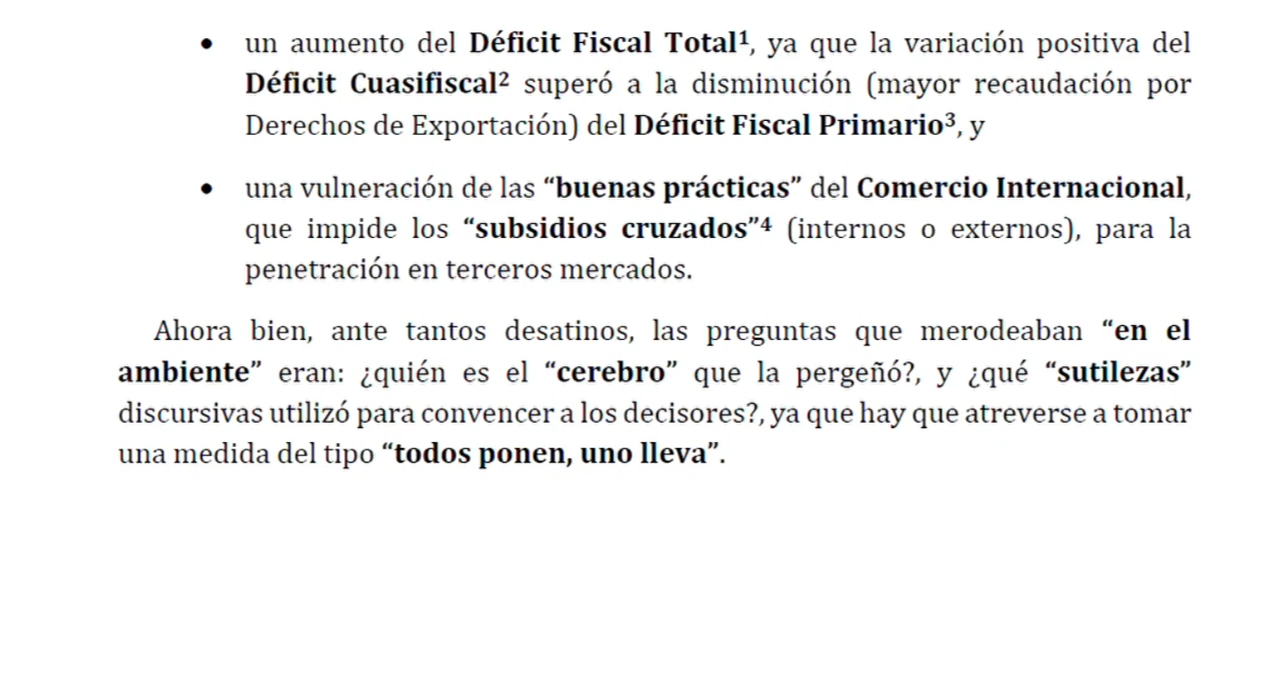 • un aumento del Déficit Fiscal Total¹, ya que la variación positiva del
Déficit Cuasifiscal² superó a la disminución (mayor recaudación por
Derechos de Exportación) del Déficit Fiscal Primario³, y
• una vulneración de las “buenas prácticas” del Comercio Internacional,
que impide los “subsidios cruzados”⁴ (internos o externos), para la
penetración en terceros mercados.
Ahora bien, ante tantos desatinos, las preguntas que merodeaban “en el
ambiente” eran: ¿quién es el “cerebro” que la pergeñó?, y ¿qué “sutilezas”
discursivas utilizó para convencer a los decisores?, ya que hay que atreverse a tomar
una medida del tipo “todos ponen, uno lleva”.